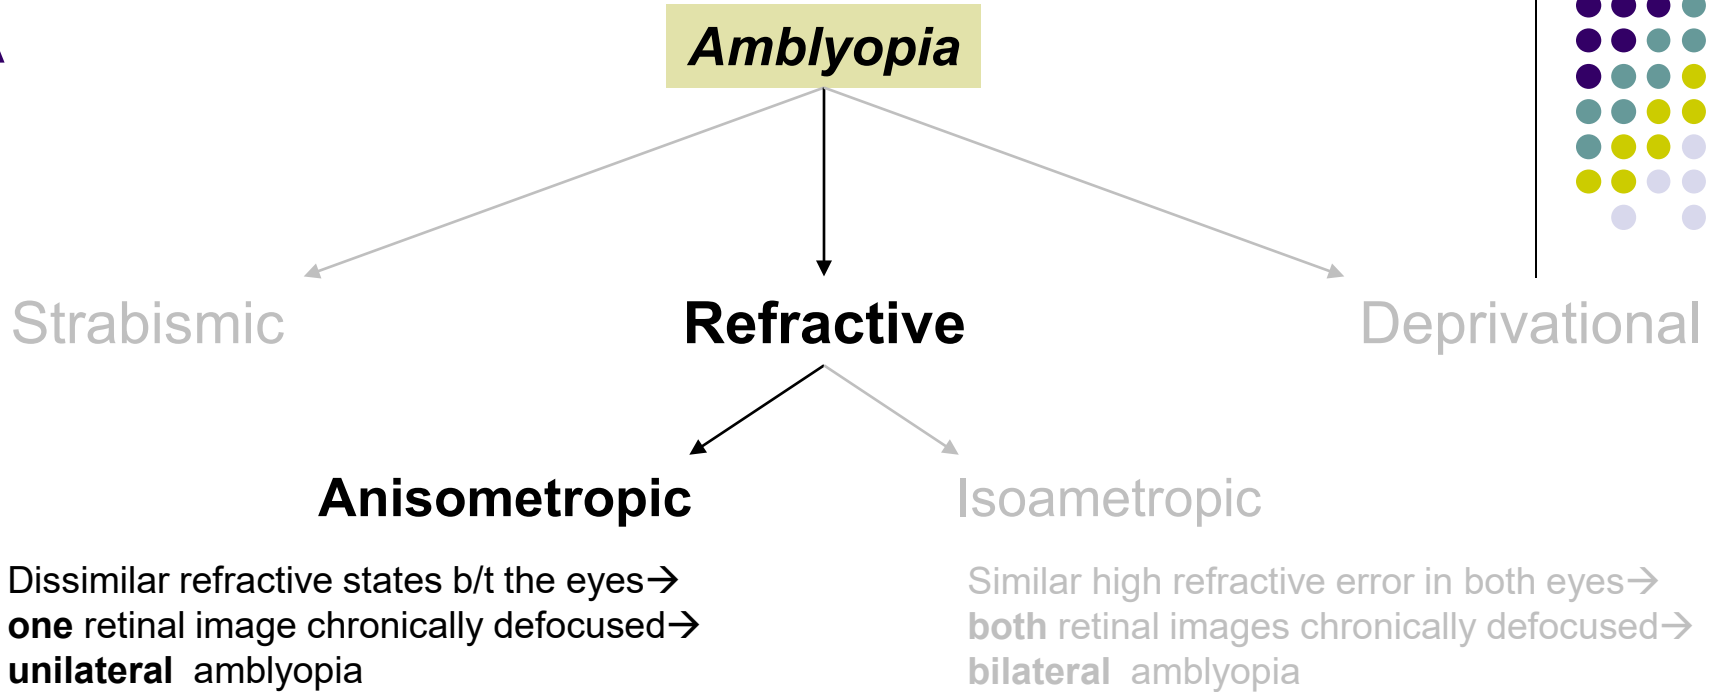 A
Amblyopia
Strabismic
Refractive
Deprivational
Anisometropic
Isoametropic
Dissimilar refractive states b/t the eyes→
one retinal image chronically defocused→
unilateral amblyopia
Similar high refractive error in both eyes→
both retinal images chronically defocused→
bilateral amblyopia